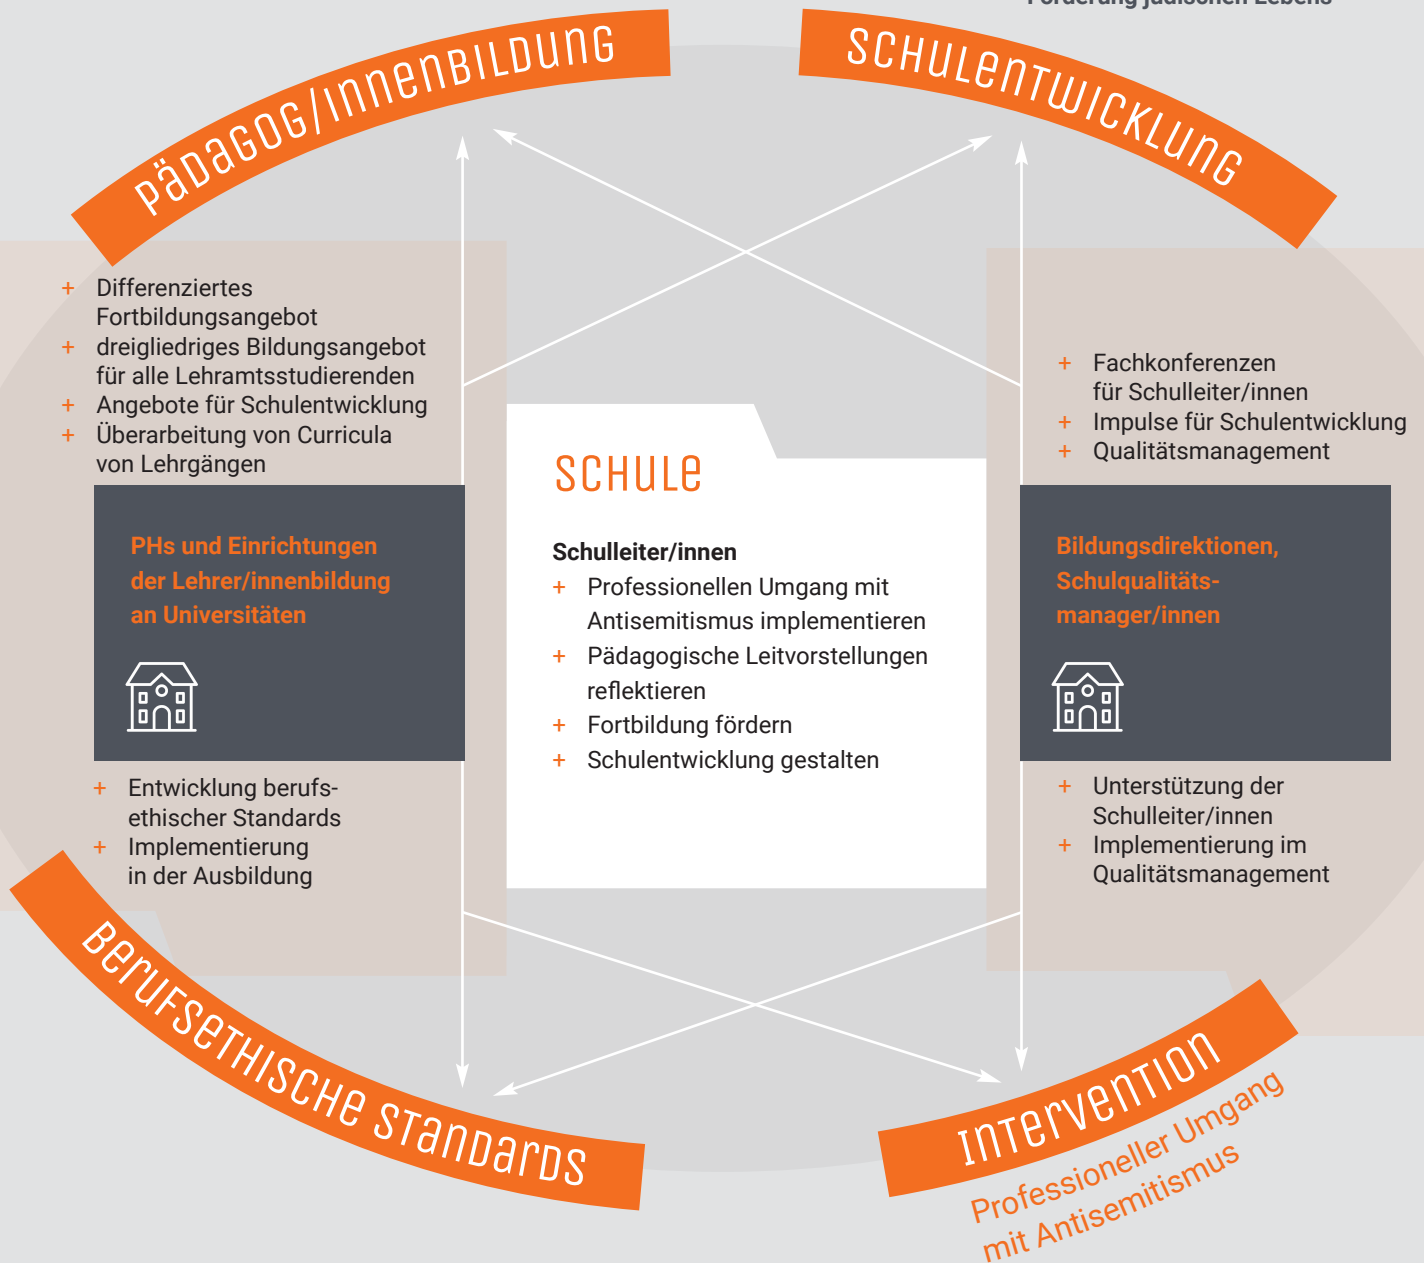 Förderung jüdischen Lebens
PÄDAGOG/INNENBILDUNG
SCHULENTWICKLUNG
+ Differenziertes
Fortbildungsangebot
+ dreigliedriges Bildungsangebot
für alle Lehramtsstudierenden
+ Angebote für Schulentwicklung
+ Überarbeitung von Curricula
von Lehrgängen
PHs und Einrichtungen
der Lehrer/innenbildung
an Universitäten
+ Entwicklung berufs-
ethischer Standards
+ Implementierung
in der Ausbildung
SCHULE
Schulleiter/innen
+ Professionellen Umgang mit
Antisemitismus implementieren
+ Pädagogische Leitvorstellungen
reflektieren
+ Fortbildung fördern
+ Schulentwicklung gestalten
+ Fachkonferenzen
für Schulleiter/innen
+ Impulse für Schulentwicklung
+ Qualitätsmanagement
Bildungsdirektionen,
Schulqualitäts-
manager/innen
+ Unterstützung der
Schulleiter/innen
+ Implementierung im
Qualitätsmanagement
BERUFSETHISCHE STANDARDS
INTERVENTION
Professioneller Umgang
mit Antisemitismus